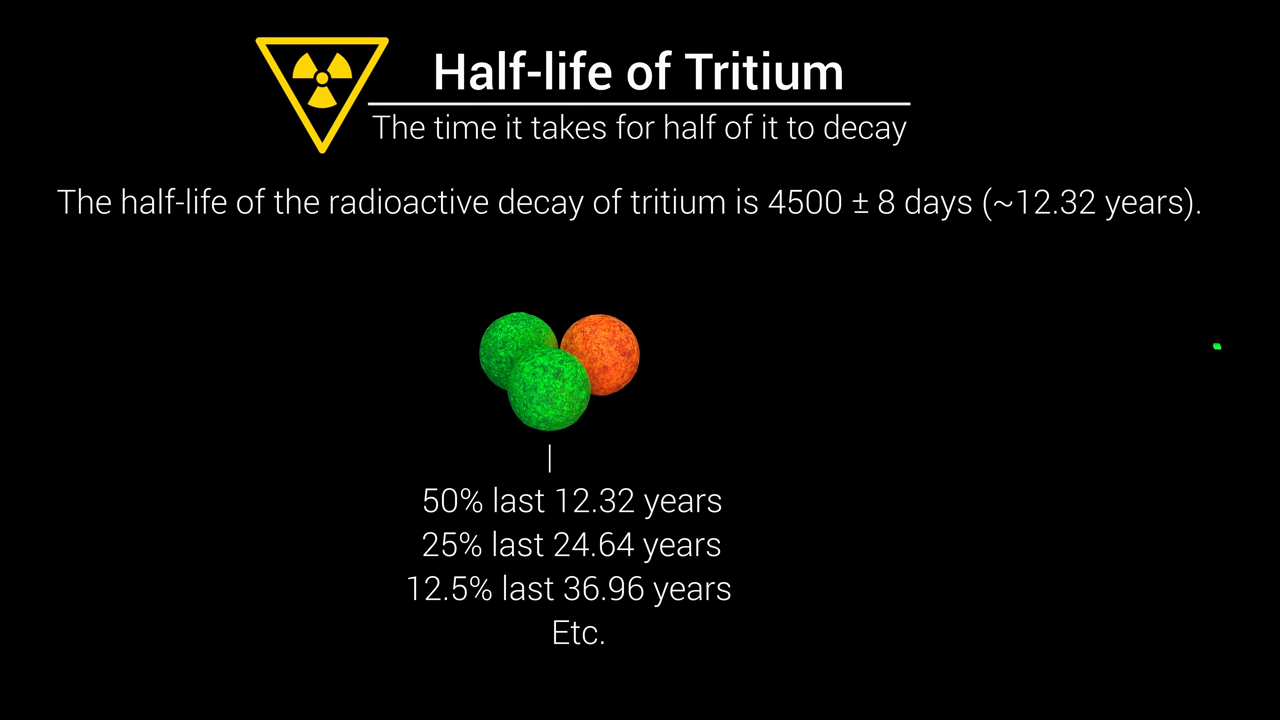 Half-life of Tritium
The time it takes for half of it to decay
The half-life of the radioactive decay of tritium is 4500 ± 8 days (~12.32 years).
50% last 12.32 years
25% last 24.64 years
12.5% last 36.96 years
Etc.